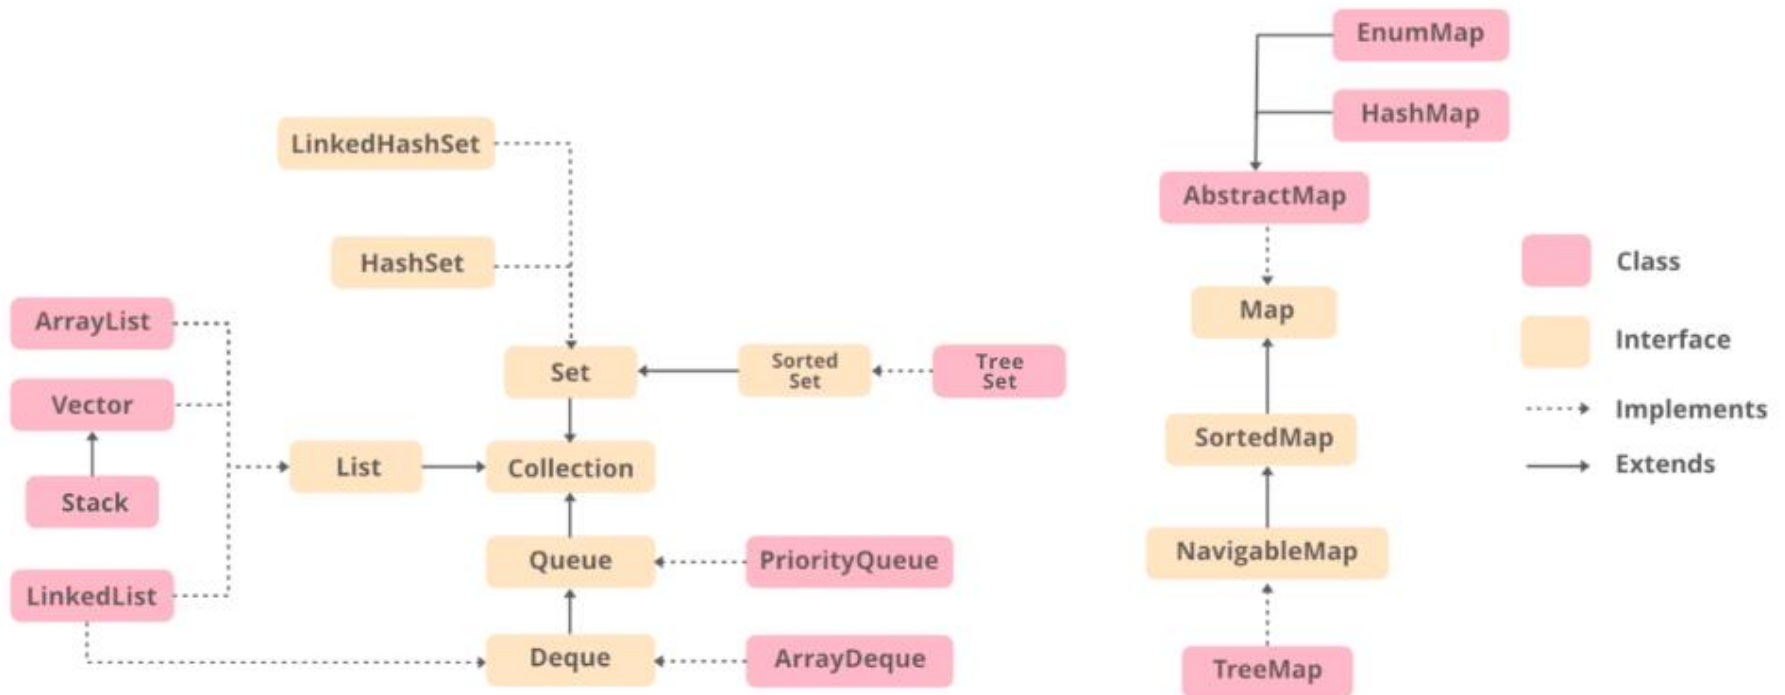 EnumMap
HashMap
LinkedHashSet
AbstractMap
HashSet
Class
ArrayList
Map
Interface
Set
Sorted
Set
Tree
Set
Vector
Implements
SortedMap
List
Collection
Extends
Stack
Queue
PriorityQueue
NavigableMap
LinkedList
Deque
ArrayDeque
TreeMap